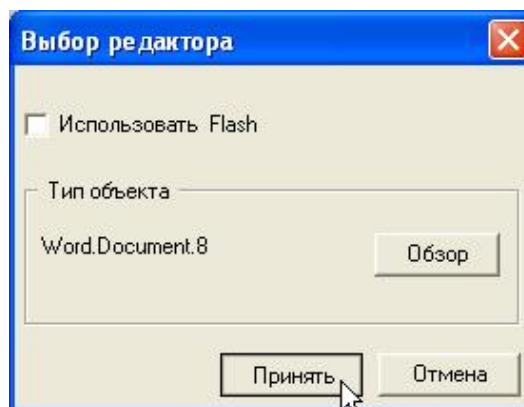 Выбор редактора
Использовать Flash
Тип объекта
Word.Document.8
Обзор
Принять
Отмена